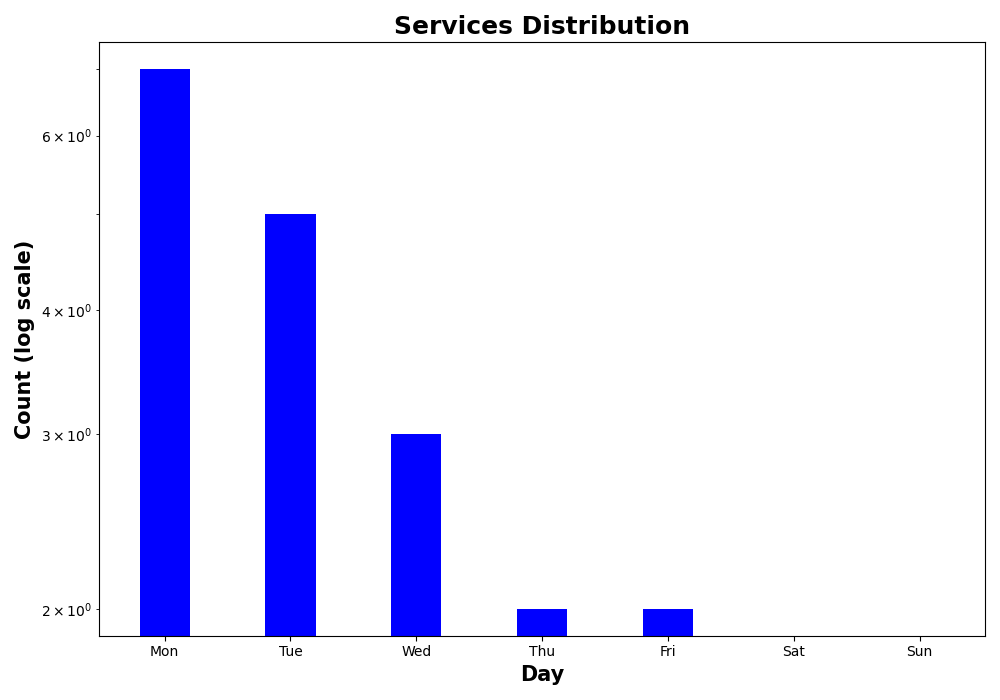 Services Distribution
Count (log scale)
6 × 10⁰
4 × 10⁰
3 × 10⁰
2 × 10⁰
Mon Tue Wed Thu Fri Sat Sun
Day